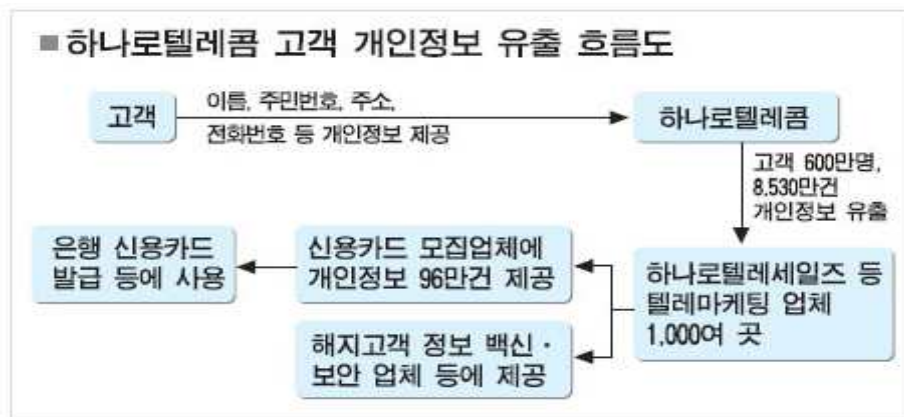 ■ 하나로텔레콤 고객 개인정보 유출 흐름도
고객
이름, 주민번호, 주소,
전화번호 등 개인정보 제공
하나로텔레콤
고객 600만명,
8,530만건
개인정보 유출
하나로텔레세일즈 등
텔레마케팅 업체
1,000여 곳
신용카드 모집업체에
개인정보 96만건 제공
은행 신용카드
발급 등에 사용
해지고객 정보 백신·
보안 업체 등에 제공